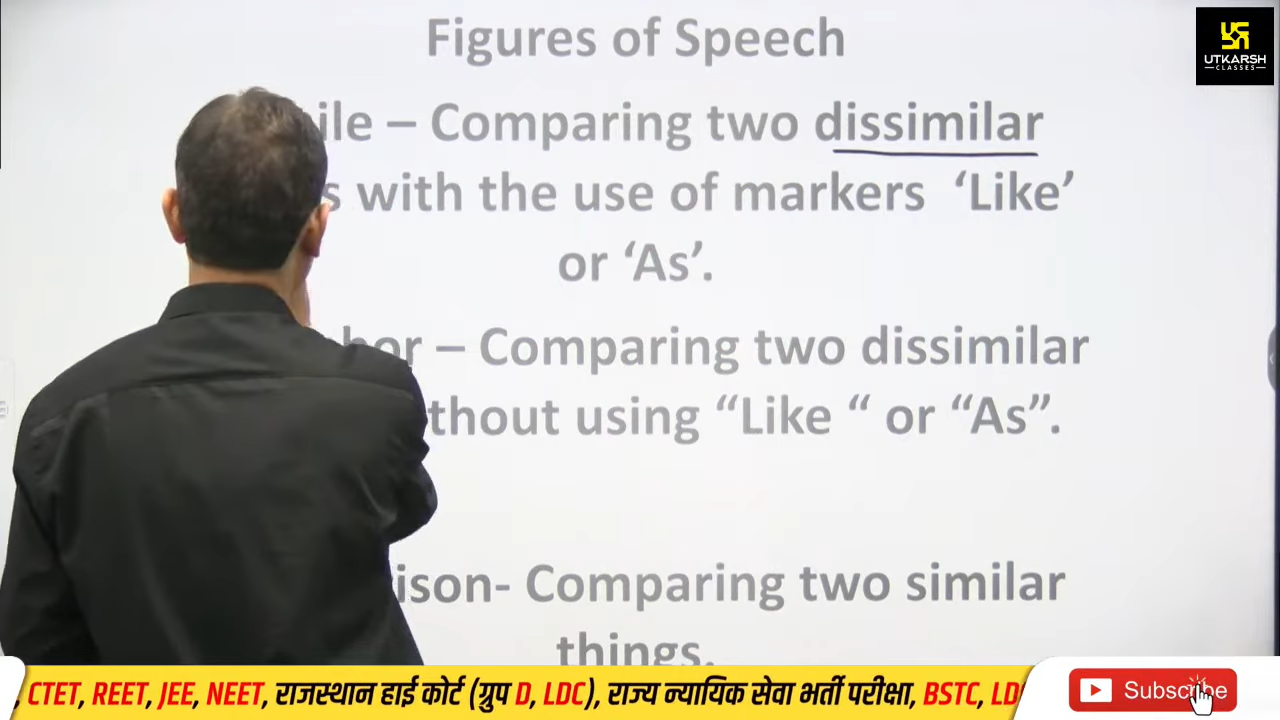 Figures of Speech
UTKARSH
CLASSES
ile – Comparing two dissimilar
s with the use of markers ‘Like’
or ‘As’.
hor – Comparing two dissimilar
thout using “Like “ or “As”.
ison- Comparing two similar
things.
, CTET, REET, JEE, NEET, राजस्थान हाई कोर्ट (ग्रुप D, LDC), राज्य न्यायिक सेवा भर्ती परीक्षा, BSTC, LD
Subscribe